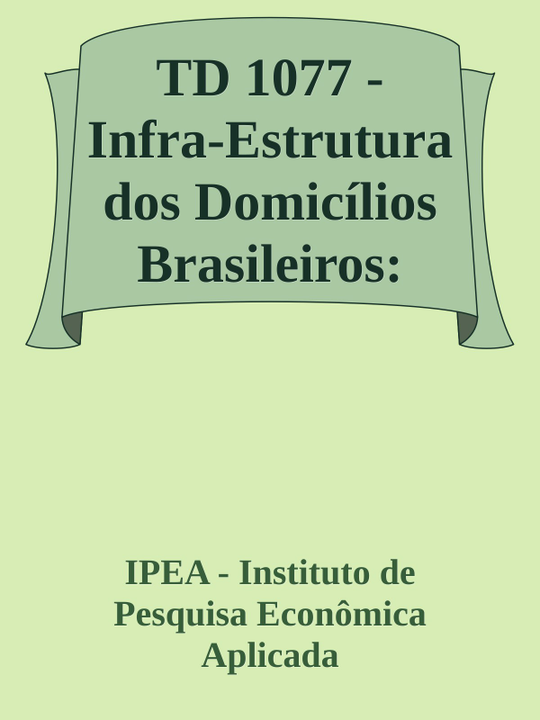 TD 1077 -
Infra-Estrutura
dos Domicílios
Brasileiros:
IPEA - Instituto de
Pesquisa Econômica
Aplicada